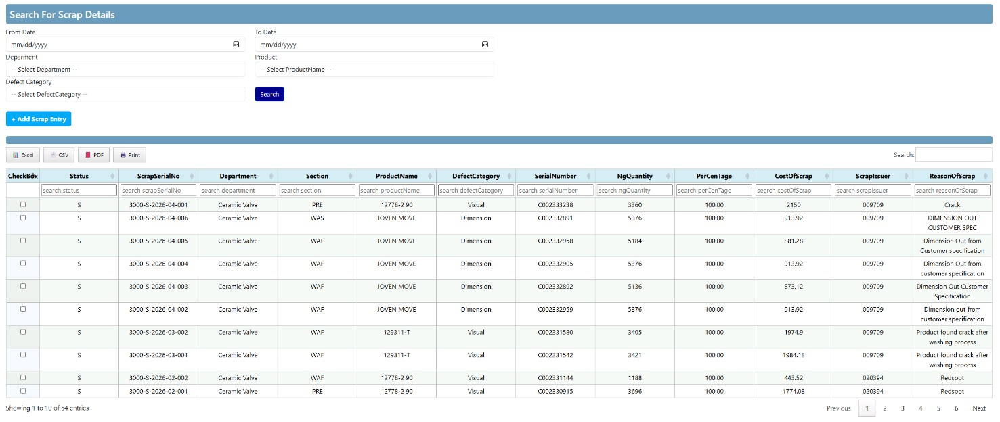 Search For Scrap Details
From Date To Date
mm/dd/yyyy mm/dd/yyyy
Deparment Product
-- Select Department -- -- Select ProductName --
Defect Category
-- Select DefectCategory -- Search
+ Add Scrap Entry
Excel CSV PDF Print Search:
CheckBox Status ScrapSerialNo Department Section ProductName DefectCategory SerialNumber NgQuantity PerCenTage CostOfScrap ScrapIssuer ReasonOfScrap
search status search scrapSerialNo search department search section search productName search defectCategory search serialNumber search ngQuantity search perCenTage search costOfScrap search scrapIssuer search reasonOfScrap
S 3000-S-2026-04-001 Ceramic Valve PRE 12778-2 90 Visual C002333238 3360 100.00 2150 009709 Crack
S 3000-S-2026-04-006 Ceramic Valve WAS JOVEN MOVE Dimension C002332891 5376 100.00 913.92 009709 DIMENSION OUT
CUSTOMER SPEC
S 3000-S-2026-04-005 Ceramic Valve WAF JOVEN MOVE Dimension C002332958 5184 100.00 881.28 009709 Dimension Out from
Customer specification
S 3000-S-2026-04-004 Ceramic Valve WAF JOVEN MOVE Dimension C002332905 5376 100.00 913.92 009709 Dimension Out from
customer specification
S 3000-S-2026-04-003 Ceramic Valve WAF JOVEN MOVE Dimension C002332892 5136 100.00 873.12 009709 Dimension Out Customer
Specification
S 3000-S-2026-04-002 Ceramic Valve WAF JOVEN MOVE Dimension C002332959 5376 100.00 913.92 009709 Dimension out from
customer specification
S 3000-S-2026-03-002 Ceramic Valve WAF 129311-T Visual C002331580 3405 100.00 1974.9 009709 Product found crack after
washing process
S 3000-S-2026-03-001 Ceramic Valve WAF 129311-T Visual C002331542 3421 100.00 1984.18 009709 Product found crack after
washing process
S 3000-S-2026-02-002 Ceramic Valve WAF 12778-2 90 Visual C002331144 1188 100.00 443.52 020394 Redspot
S 3000-S-2026-02-001 Ceramic Valve PRE 12778-2 90 Visual C002330915 3696 100.00 1774.08 020394 Redspot
Showing 1 to 10 of 54 entries Previous 1 2 3 4 5 6 Next